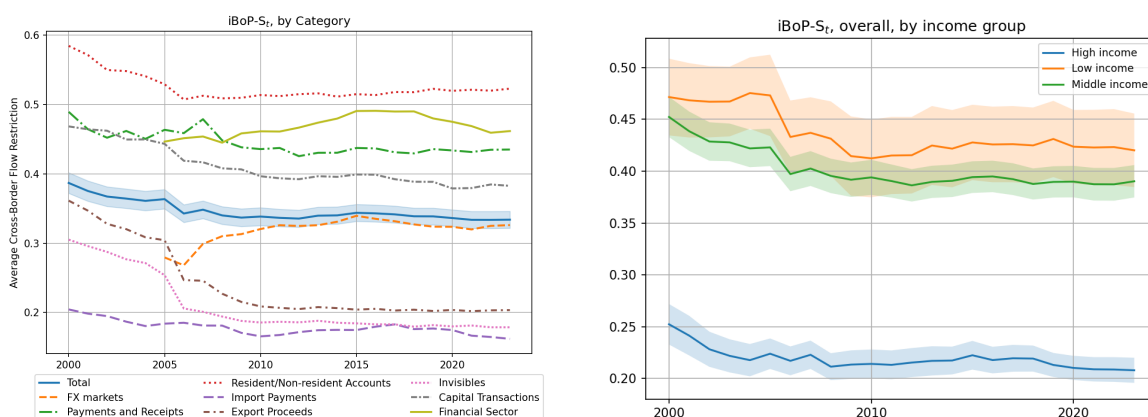 iBoP-Sₜ, by Category
Average Cross-Border Flow Restriction
0.6
0.5
0.4
0.3
0.2
2000
2005
2010
2015
2020
Total
FX markets
Payments and Receipts
Resident/Non-resident Accounts
Import Payments
Export Proceeds
Invisibles
Capital Transactions
Financial Sector
iBoP-Sₜ, overall, by income group
High income
Low income
Middle income
0.50
0.45
0.40
0.35
0.30
0.25
0.20
2000
2010
2020